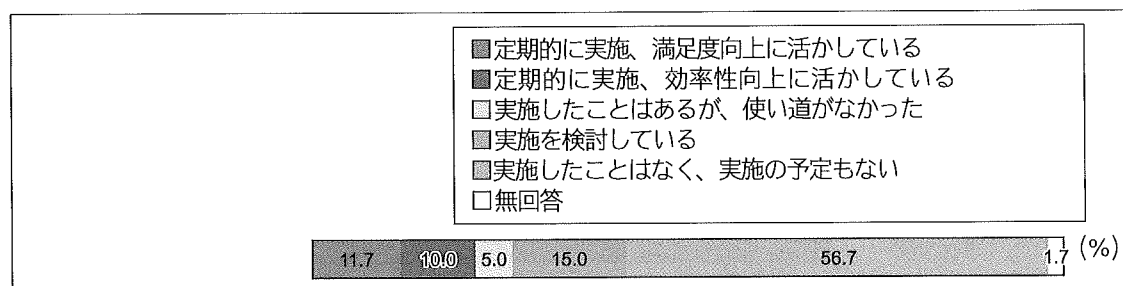 ■定期的に実施、満足度向上に活かしている
■定期的に実施、効率性向上に活かしている
□実施したことはあるが、使い道がなかった
■実施を検討している
■実施したことはなく、実施の予定もない
□無回答
11.7 10.0 5.0 15.0 56.7 1.7 (%)